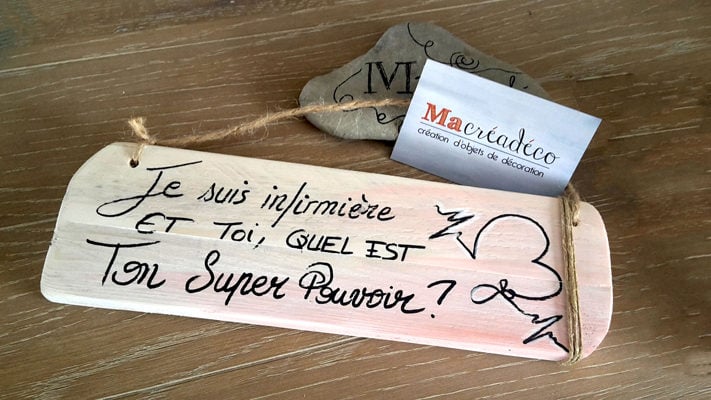 Macréadéco
création d'objets de décoration
Je suis infirmière
ET Toi, QUEL EST
Ton Super Pouvoir ?